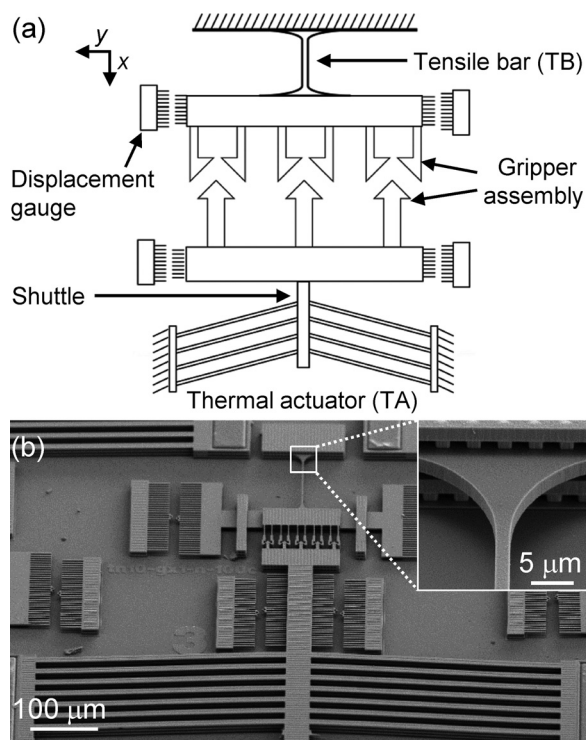 (a)
y
x
Tensile bar (TB)
Displacement
gauge
Gripper
assembly
Shuttle
Thermal actuator (TA)
(b)
5 μm
100 μm